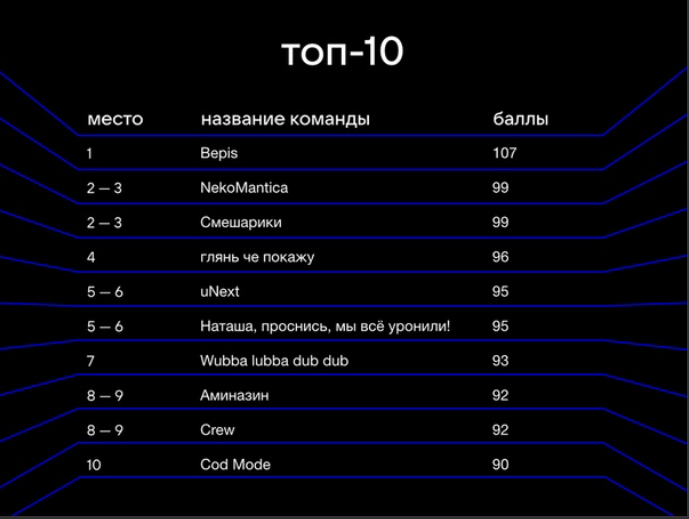 топ-10
место название команды баллы
1 Bepis 107
2 — 3 NekoMantica 99
2 — 3 Смешарики 99
4 глянь че покажу 96
5 — 6 uNext 95
5 — 6 Наташа, проснись, мы всё уронили! 95
7 Wubba lubba dub dub 93
8 — 9 Аминазин 92
8 — 9 Crew 92
10 Cod Mode 90